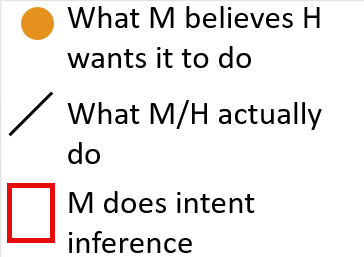 What M believes H
wants it to do
What M/H actually
do
M does intent
inference